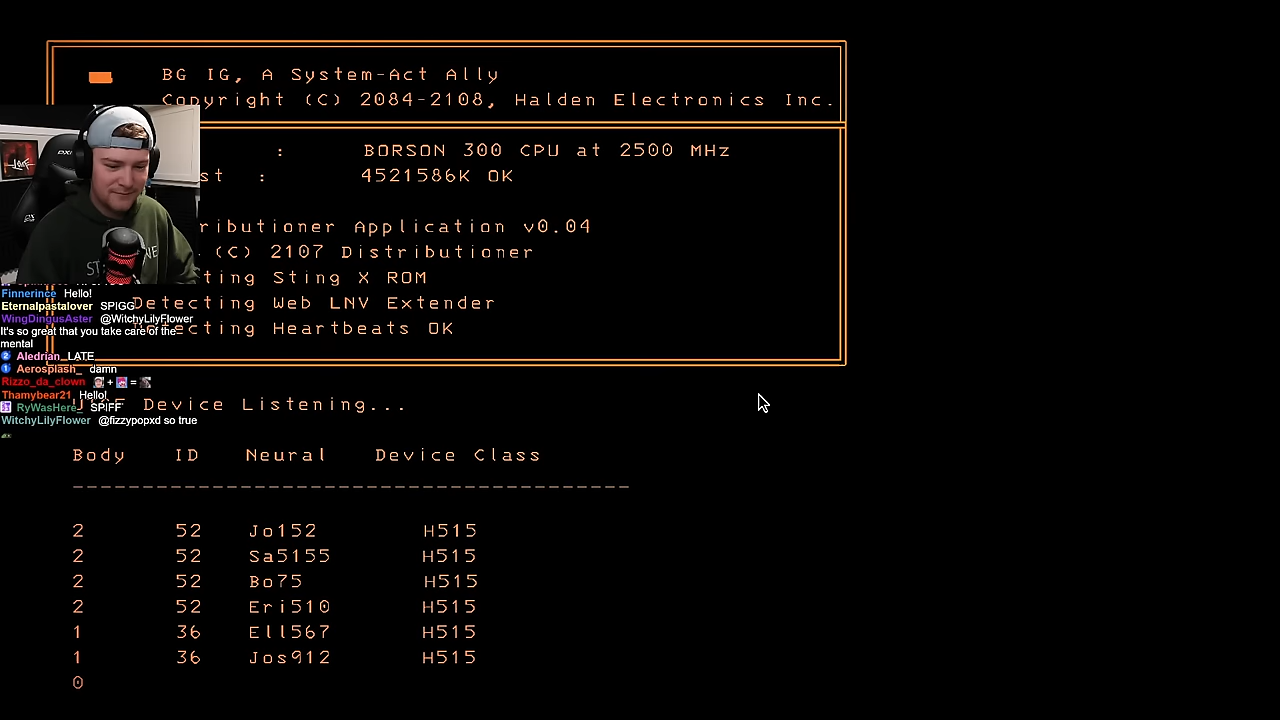 BG IG, A System-Act Ally
Copyright (C) 2084-2108, Halden Electronics Inc.
: BORSON 300 CPU at 2500 MHz
st : 4521586K OK
ributioner Application v0.04
(C) 2107 Distributioner
ting Sting X ROM
Detecting Web LNV Extender
tecting Heartbeats OK
Finnerince Hello!
Eternalpastalover SPIGG
WingDingusAster @WitchyLilyFlower
It's so great that you take care of the
mental
Aledrian_ LATE
Aerosplash_ damn
Rizzo_da_clown + =
Thamybear21 Hello!
RyWasHere_ SPIFF
WitchyLilyFlower @fizzypopxd so true
Device Listening...
Body ID Neural Device Class
2 52 Jo152 H515
2 52 Sa5155 H515
2 52 Bo75 H515
2 52 Eri510 H515
1 36 Ell567 H515
1 36 Jos912 H515
0